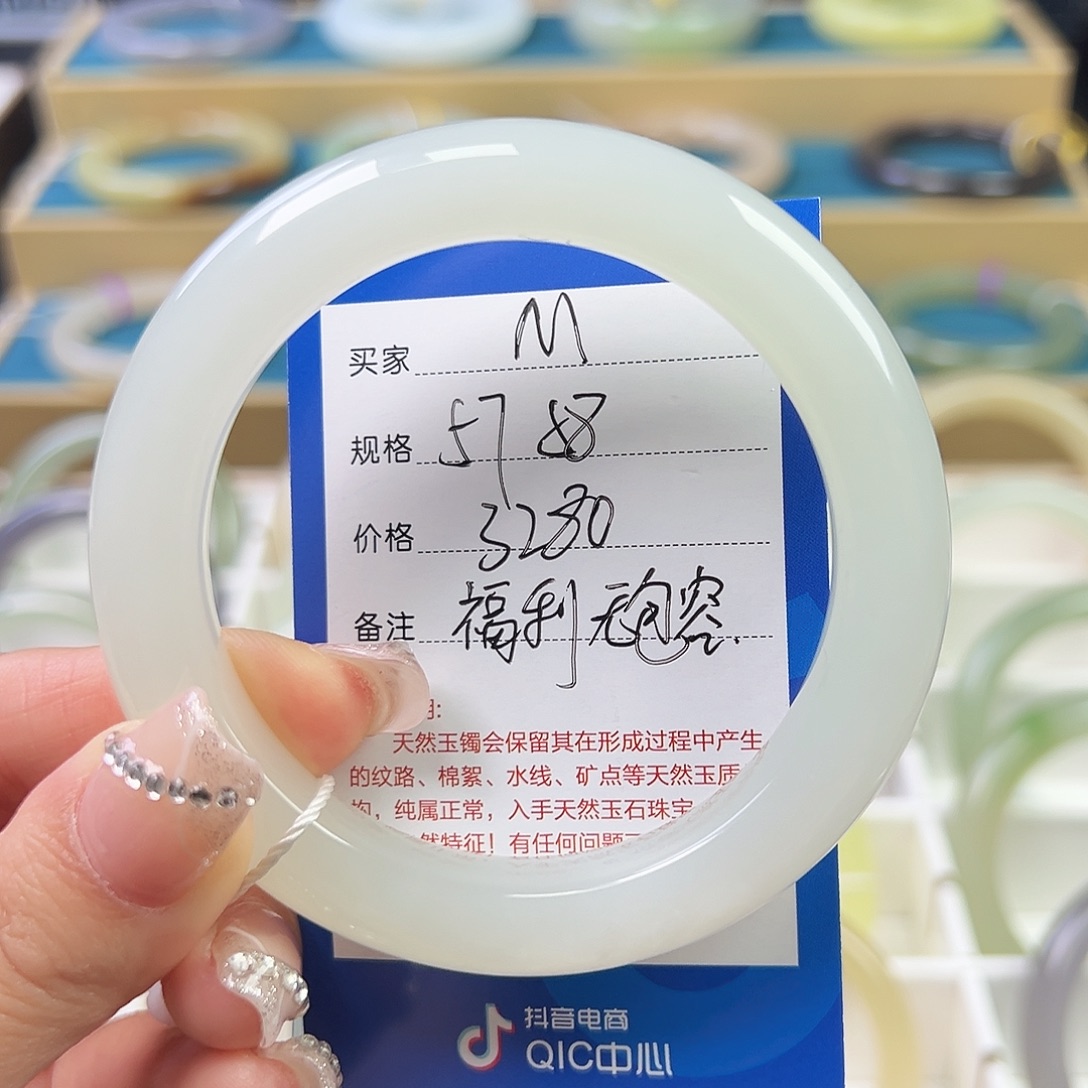 买家 M
规格 57 58
价格 3280
备注 福利
明:
天然玉镯会保留其在形成过程中产生
的纹路、棉絮、水线、矿点等天然玉质
构，纯属正常，入手天然玉石珠宝
然特征！有任何问题
抖音电商
QIC中心